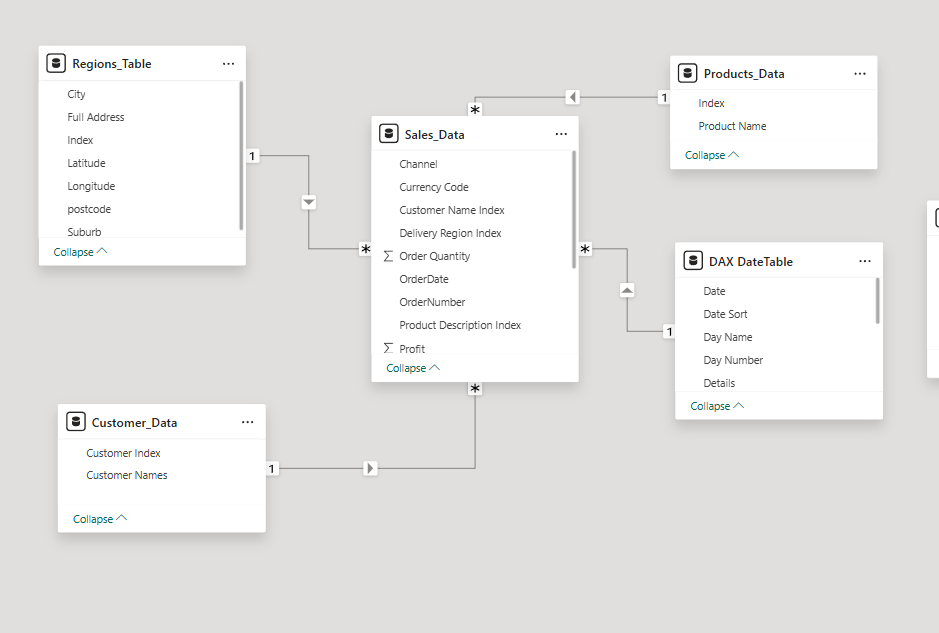 Regions_Table
City
Full Address
Index
Latitude
Longitude
postcode
Suburb
Collapse
1
*
Sales_Data
Channel
Currency Code
Customer Name Index
Delivery Region Index
Σ Order Quantity
OrderDate
OrderNumber
Product Description Index
Σ Profit
Collapse
*
*
*
Products_Data
Index
Product Name
Collapse
1
DAX DateTable
Date
Date Sort
Day Name
Day Number
Details
Collapse
1
Customer_Data
Customer Index
Customer Names
Collapse
1